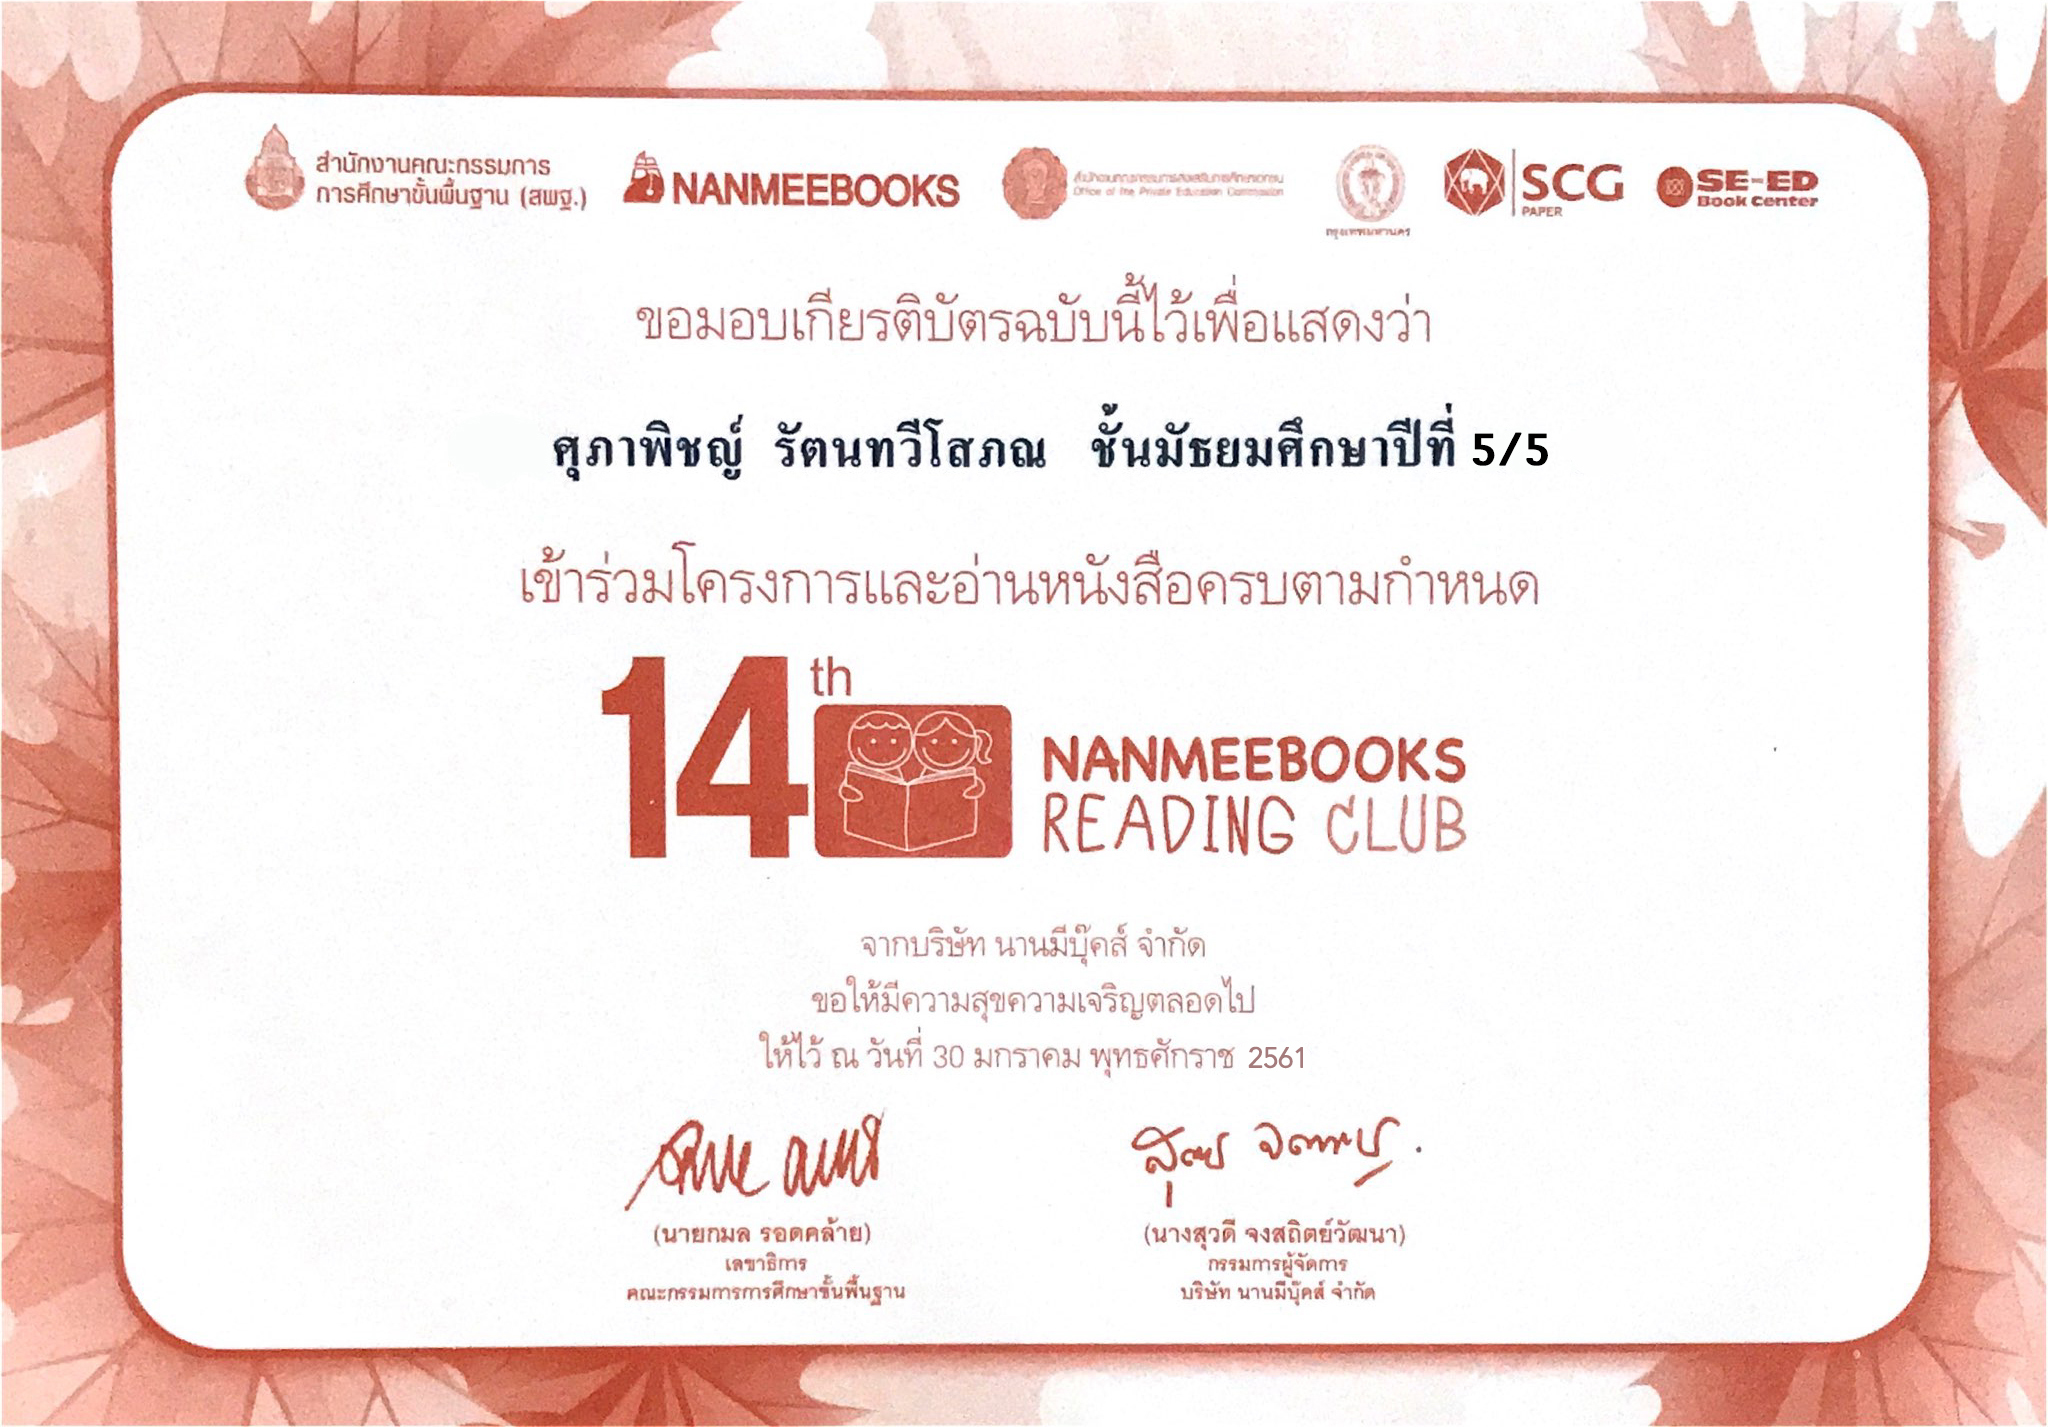 สำนักงานคณะกรรมการ
การศึกษาขั้นพื้นฐาน (สพฐ.)
NANMEEBOOKS
สำนักงานคณะกรรมการส่งเสริมการศึกษาเอกชน
Office of the Private Education Commission
กรุงเทพมหานคร
SCG
PAPER
SE-ED
Book Center
ขอมอบเกียรติบัตรฉบับนี้ไว้เพื่อแสดงว่า
ศุภาพิชญ์ รัตนทวีโสภณ ชั้นมัธยมศึกษาปีที่ 5/5
เข้าร่วมโครงการและอ่านหนังสือครบตามกำหนด
14th
NANMEEBOOKS
READING CLUB
จากบริษัท นานมีบุ๊คส์ จำกัด
ขอให้มีความสุขความเจริญตลอดไป
ให้ไว้ ณ วันที่ 30 มกราคม พุทธศักราช 2561
(นายกมล รอดคล้าย)
เลขาธิการ
คณะกรรมการการศึกษาขั้นพื้นฐาน
(นางสุวดี จงสถิตย์วัฒนา)
กรรมการผู้จัดการ
บริษัท นานมีบุ๊คส์ จำกัด